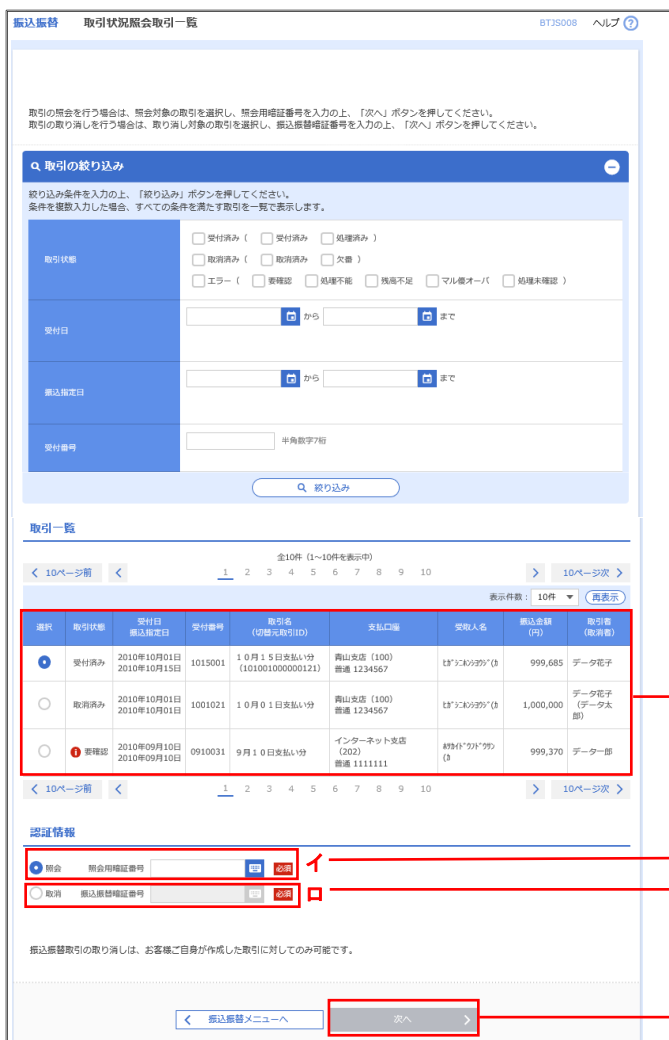 振込振替 取引状況照会取引一覧 BTJS008 ヘルプ ?
取引の照会を行う場合は、照会対象の取引を選択し、照会用暗証番号を入力の上、「次へ」ボタンを押してください。
取引の取り消しを行う場合は、取り消し対象の取引を選択し、振込振替暗証番号を入力の上、「次へ」ボタンを押してください。
取引の絞り込み
絞り込み条件を入力の上、「絞り込み」ボタンを押してください。
条件を複数入力した場合、すべての条件を満たす取引を一覧で表示します。
取引状態
受付済み ( 受付済み 処理済み )
取消済み ( 取消済み 欠番 )
エラー ( 要確認 処理不能 残高不足 マル優オーバ 処理未確認 )
受付日 から まで
振込指定日 から まで
受付番号 半角数字7桁
絞り込み
取引一覧
全10件 (1~10件を表示中)
10ページ前 1 2 3 4 5 6 7 8 9 10 10ページ次
表示件数: 10件 再表示
選択 取引状態 受付日 振込指定日 受付番号 取引名 (切替元取引ID) 支払口座 受取人名 振込金額 (円) 取引者 (取消者)
受付済み 2010年10月01日 2010年10月15日 1015001 10月15日支払い分 (101001000000121) 青山支店 (100) 普通 1234567 ヒガシニホンシヨウジ(カ 999,685 データ花子
取消済み 2010年10月01日 2010年10月01日 1001021 10月01日支払い分 青山支店 (100) 普通 1234567 ヒガシニホンシヨウジ(カ 1,000,000 データ花子 (データ太郎)
要確認 2010年09月10日 2010年09月10日 0910031 9月10日支払い分 インターネット支店 (202) 普通 1111111 999,370 データ一郎
10ページ前 1 2 3 4 5 6 7 8 9 10 10ページ次
認証情報
照会 照会用暗証番号 必須 イ
取消 振込振替暗証番号 必須 ロ
振込振替取引の取り消しは、お客様ご自身が作成した取引に対してのみ可能です。
振込振替メニューへ 次へ